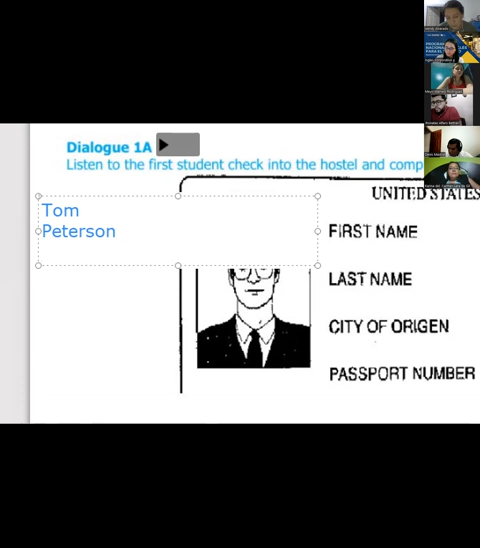 Dialogue 1A
Listen to the first student check into the hostel and comp
UNITED STATES
Tom
Peterson
FIRST NAME
LAST NAME
CITY OF ORIGEN
PASSPORT NUMBER